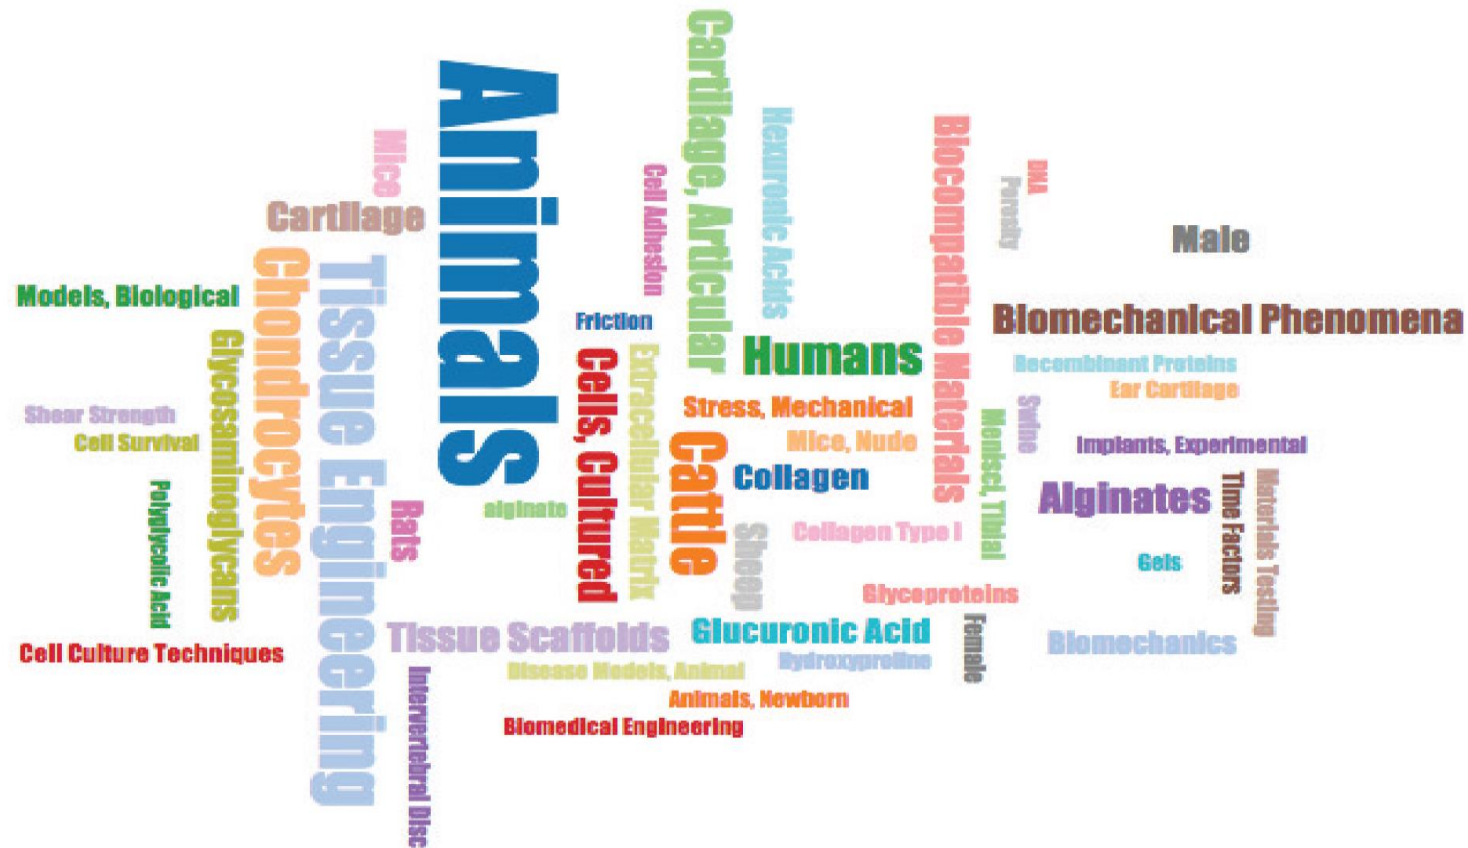 Animals
Cartilage, Articular
Hexuronic Acids
Biocompatible Materials
Mice
Cell Adhesion
DNA
Porosity
Cartilage
Male
Chondrocytes
Tissue Engineering
Models, Biological
Friction
Biomechanical Phenomena
Glycosaminoglycans
Cells, Cultured
Extracellular Matrix
Humans
Recombinant Proteins
Ear Cartilage
Shear Strength
Stress, Mechanical
Swine
Menisci, Tibial
Cell Survival
Cattle
Mice, Nude
Implants, Experimental
Collagen
Alginates
Time Factors
Materials Testing
Polyglycolic Acid
Rats
alginate
Sheep
Collagen Type I
Gels
Glycoproteins
Female
Cell Culture Techniques
Tissue Scaffolds
Glucuronic Acid
Biomechanics
Hydroxyproline
Disease Models, Animal
Intervertebral Disc
Animals, Newborn
Biomedical Engineering